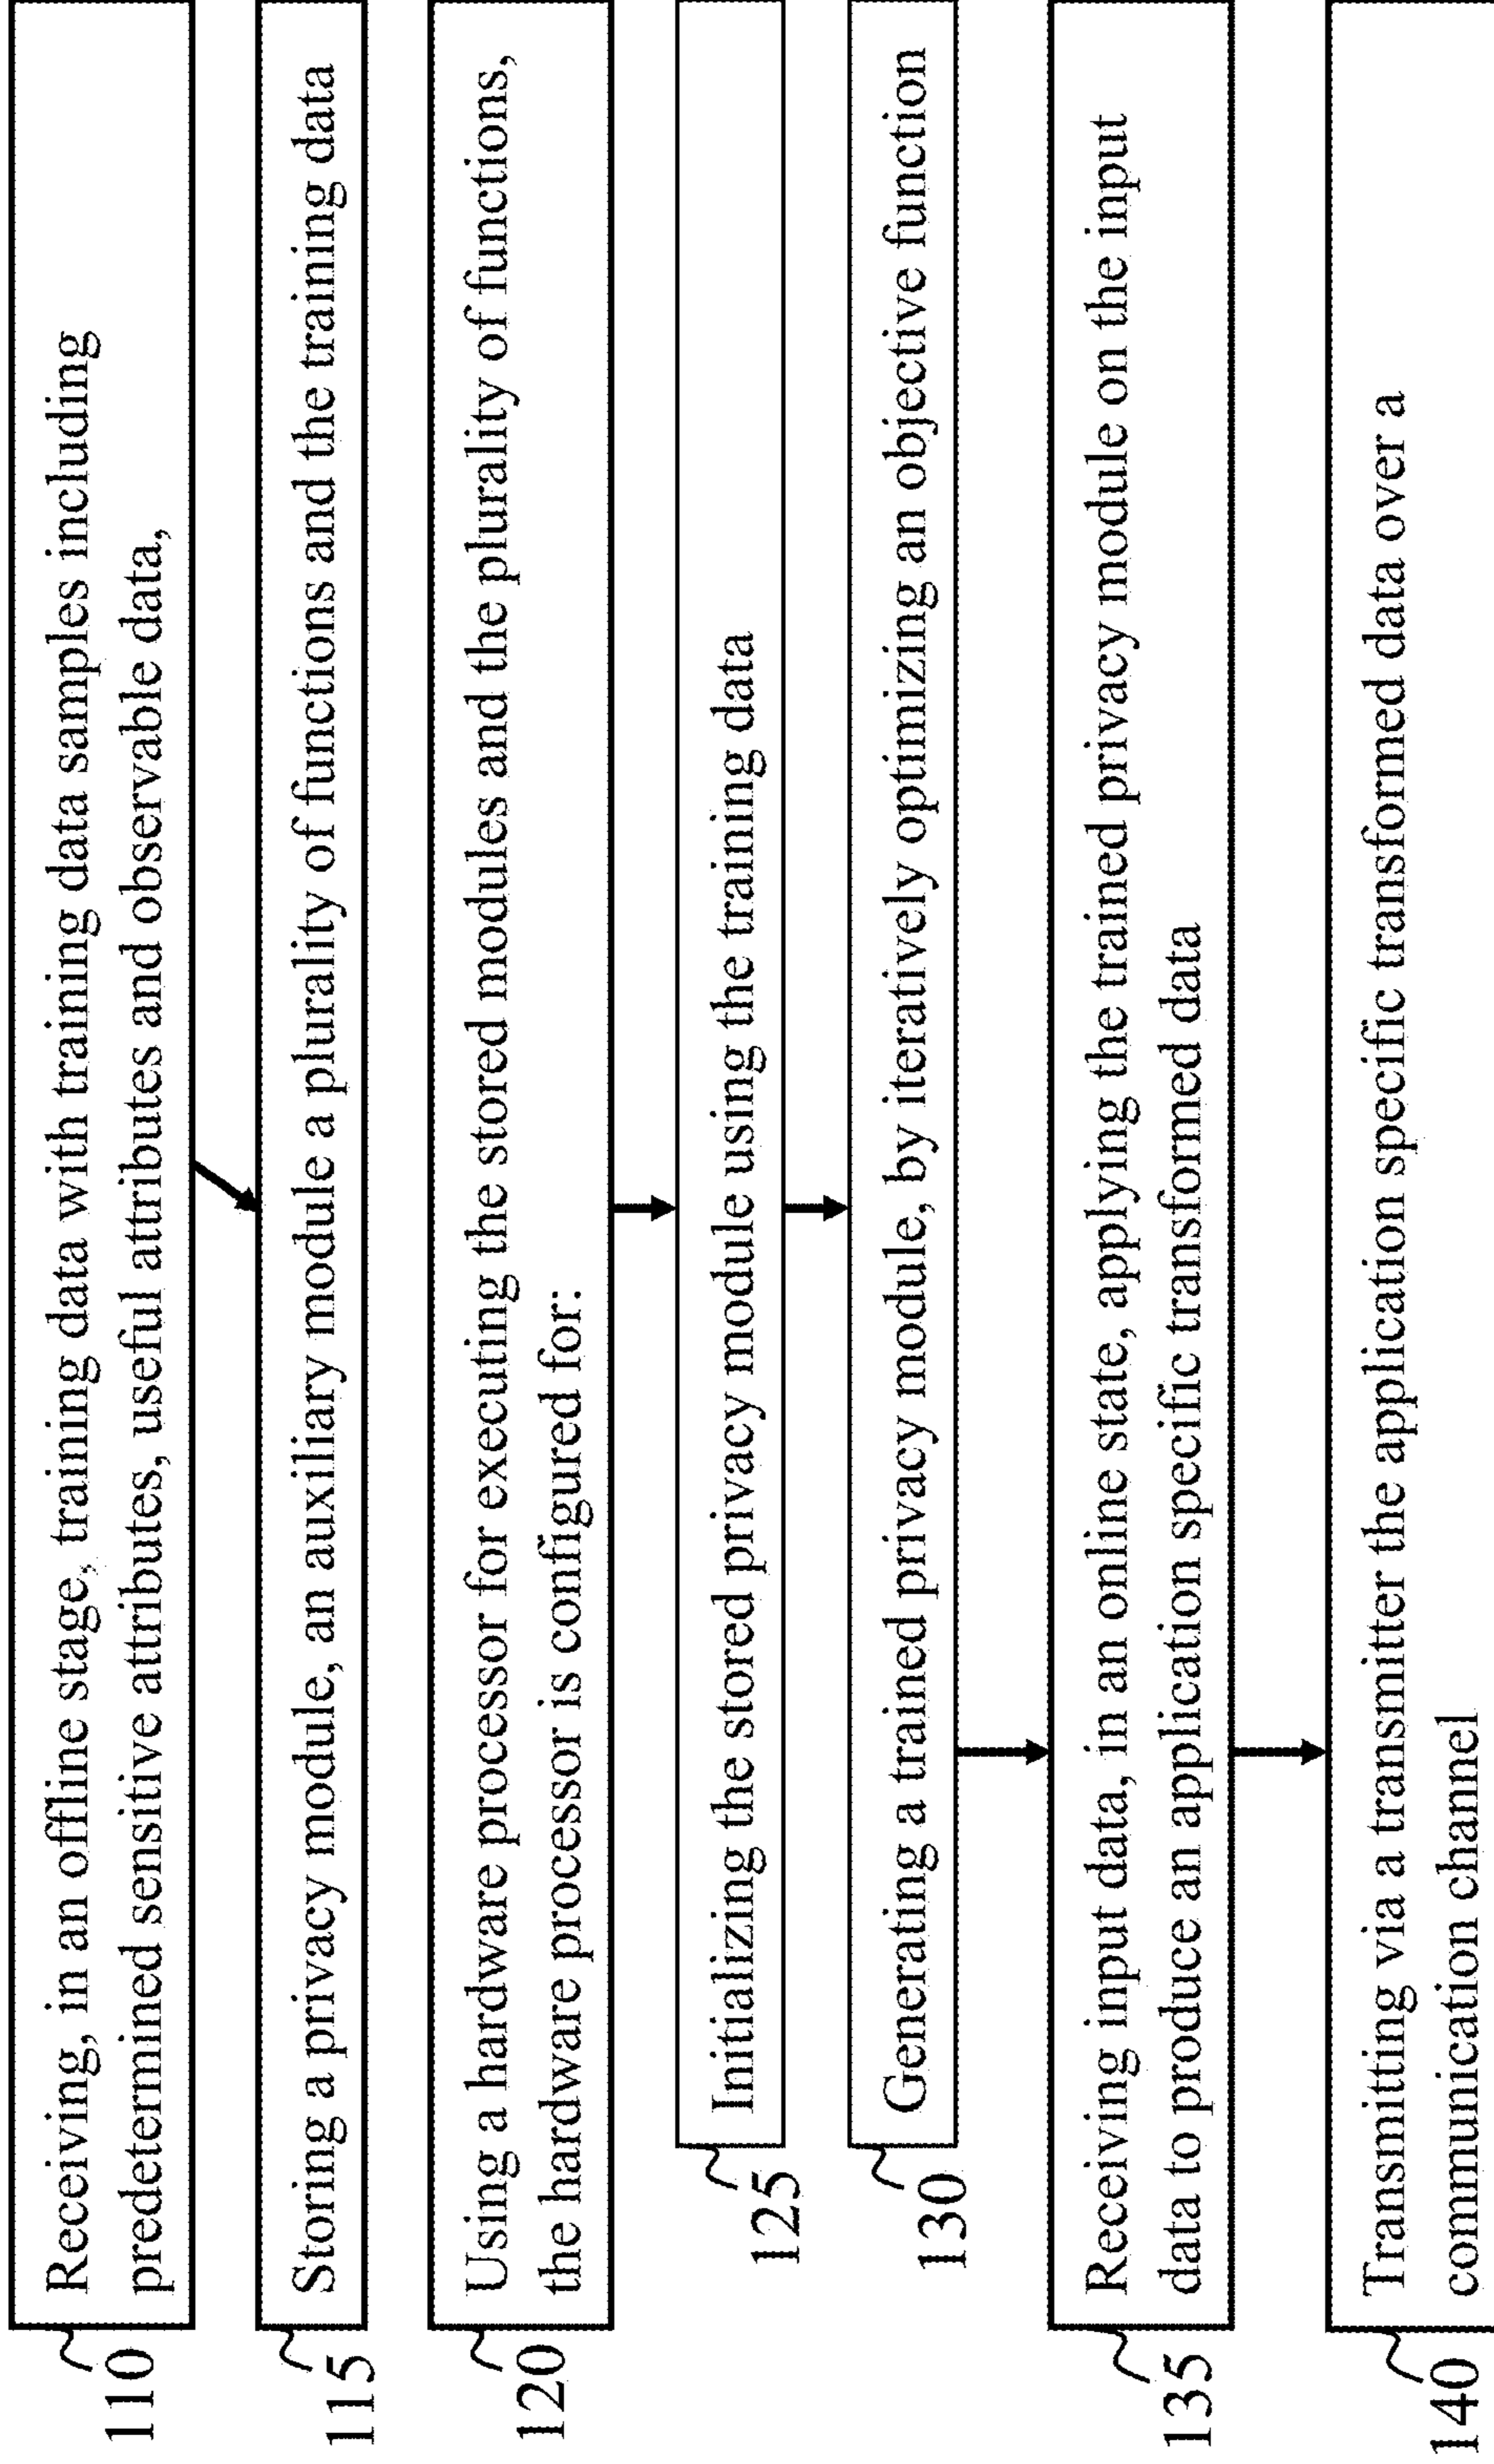 110
Receiving, in an offline stage, training data with training data samples including
predetermined sensitive attributes, useful attributes and observable data,
115
Storing a privacy module, an auxiliary module a plurality of functions and the training data
120
Using a hardware processor for executing the stored modules and the plurality of functions,
the hardware processor is configured for:
125
Initializing the stored privacy module using the training data
130
Generating a trained privacy module, by iteratively optimizing an objective function
135
Receiving input data, in an online state, applying the trained privacy module on the input
data to produce an application specific transformed data
140
Transmitting via a transmitter the application specific transformed data over a
communication channel